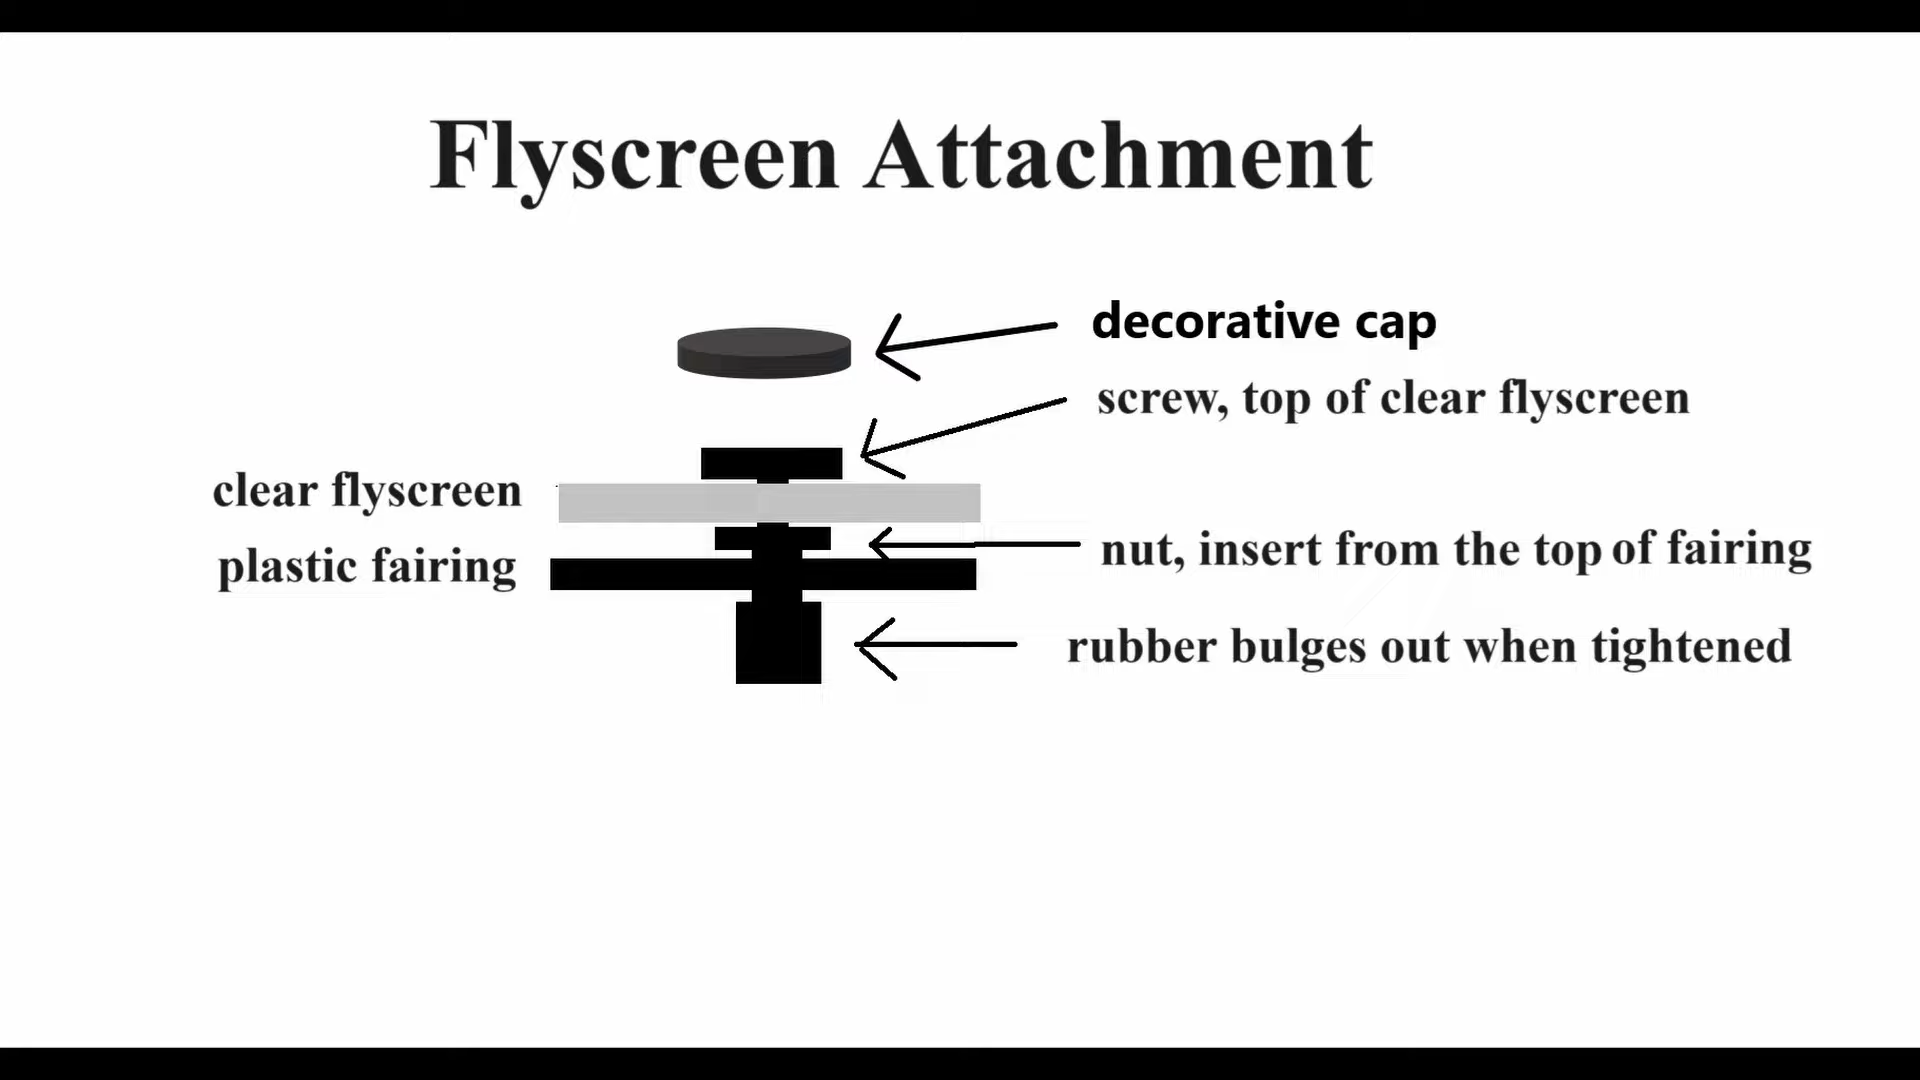 Flyscreen Attachment
decorative cap
screw, top of clear flyscreen
clear flyscreen
nut, insert from the top of fairing
plastic fairing
rubber bulges out when tightened